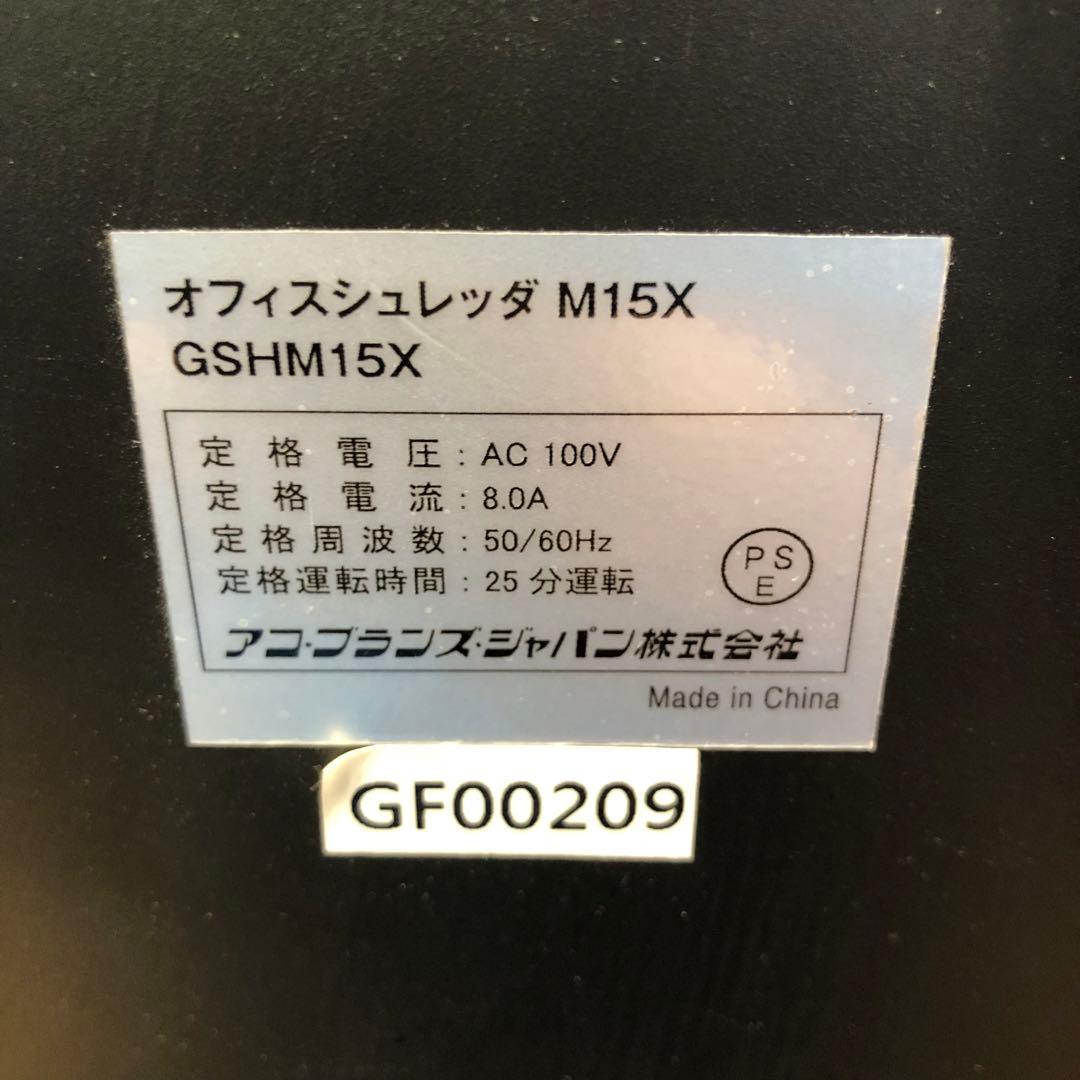 オフィスシュレッダ M15X
GSHM15X
定格電圧：AC 100V
定格電流：8.0A
定格周波数：50/60Hz
定格運転時間：25分運転
PS
E
アコ・ブランズ・ジャパン株式会社
Made in China
GF00209